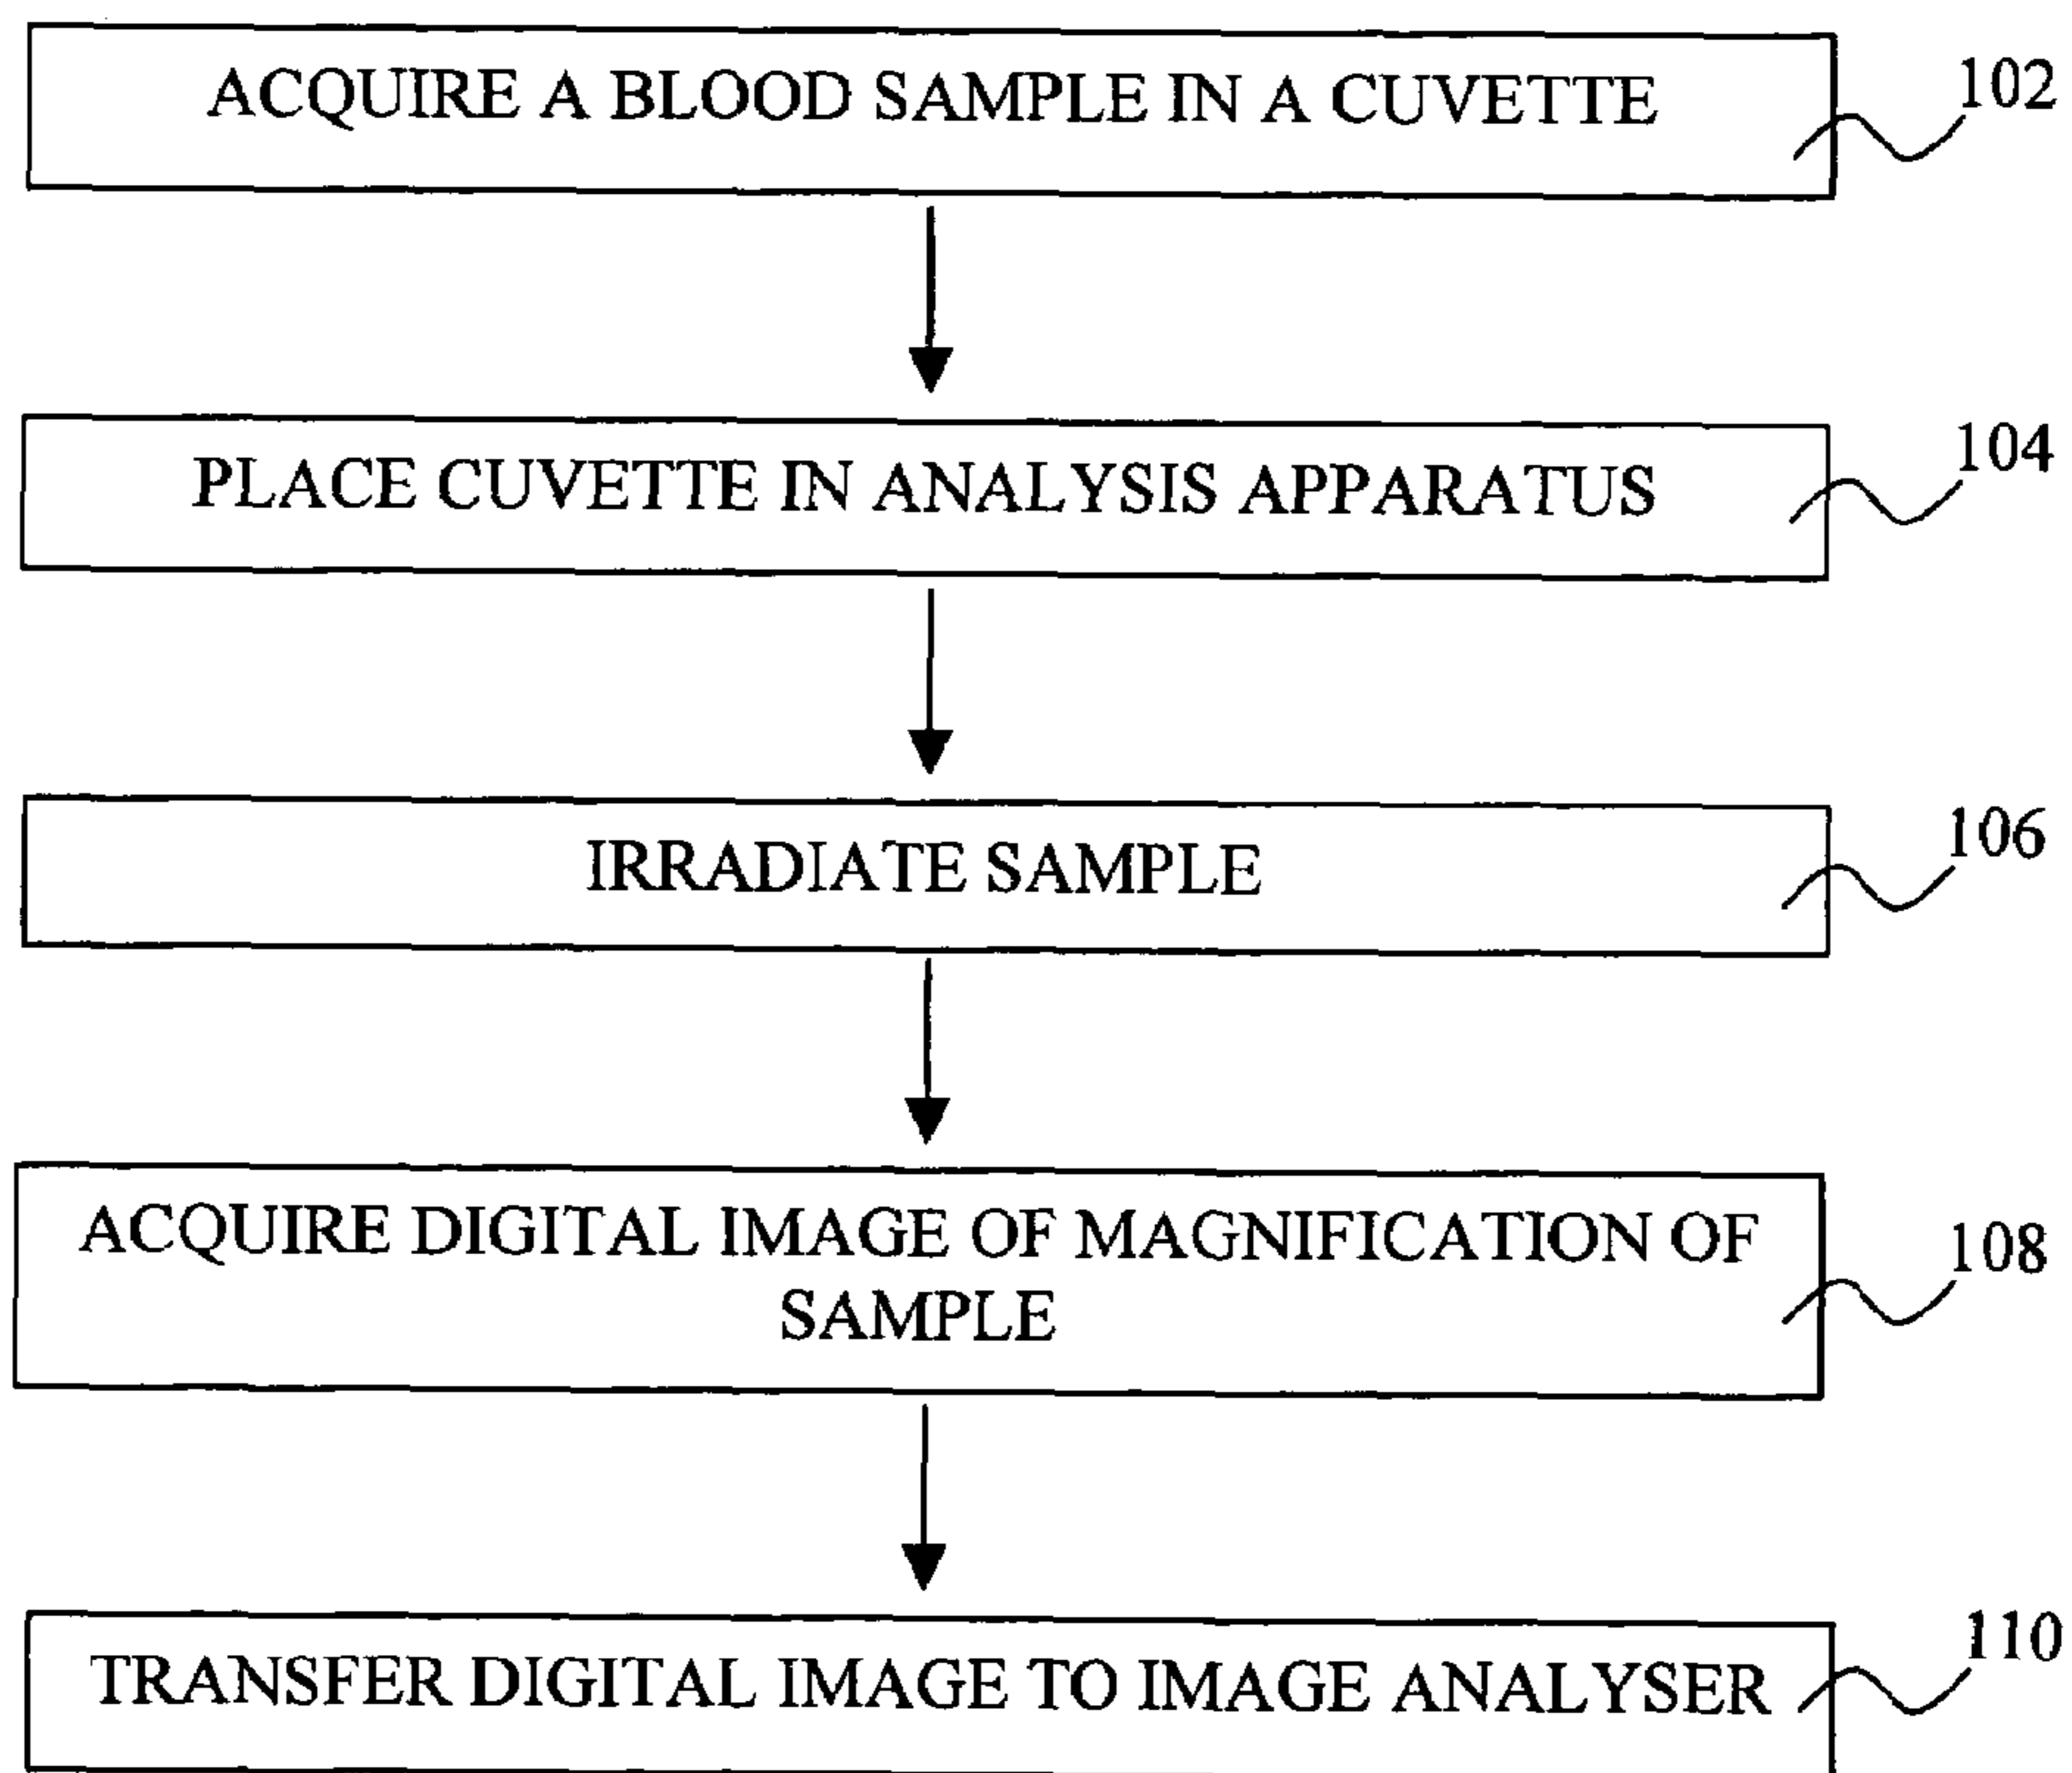 ACQUIRE A BLOOD SAMPLE IN A CUVETTE
102
PLACE CUVETTE IN ANALYSIS APPARATUS
104
IRRADIATE SAMPLE
106
ACQUIRE DIGITAL IMAGE OF MAGNIFICATION OF
SAMPLE
108
TRANSFER DIGITAL IMAGE TO IMAGE ANALYSER
110